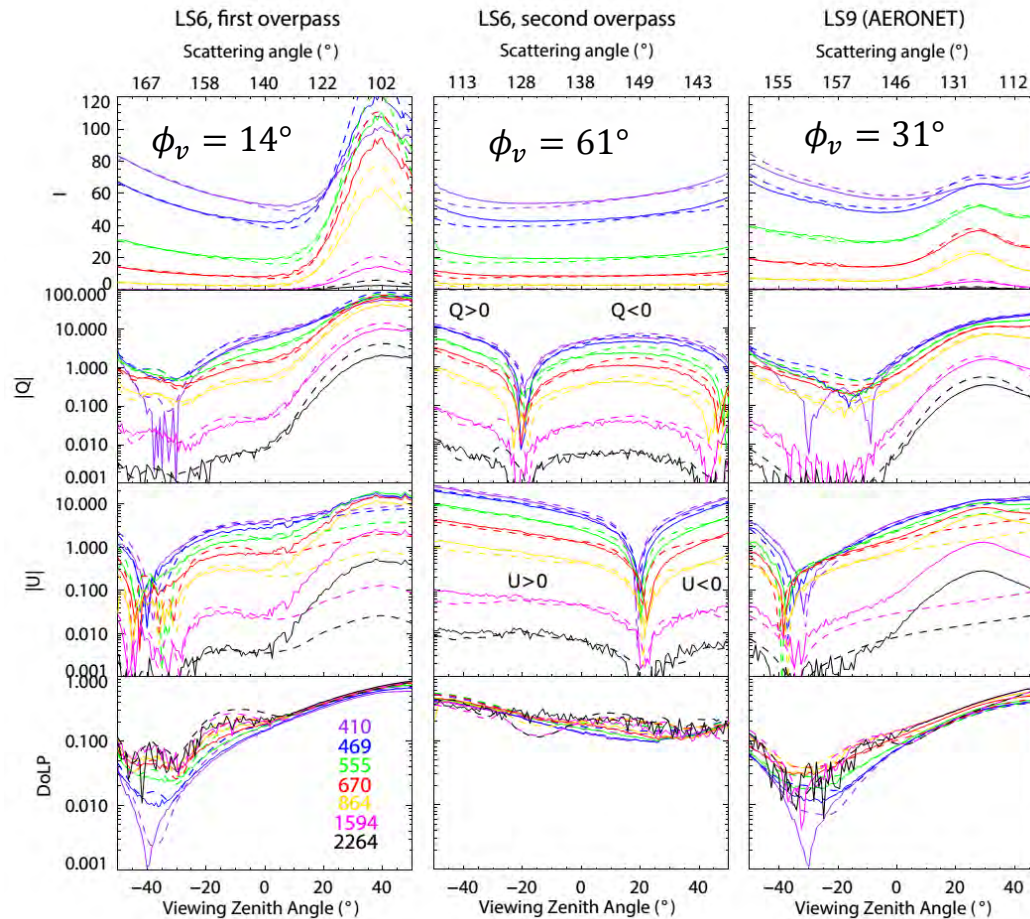 LS6, first overpass
LS6, second overpass
LS9 (AERONET)
Scattering angle (°)
Scattering angle (°)
Scattering angle (°)
167 158 140 122 102
113 128 138 149 143
155 157 146 131 112
I
120
100
80
60
40
20
0
ϕᵥ = 14°
ϕᵥ = 61°
ϕᵥ = 31°
|Q|
100.000
10.000
1.000
0.100
0.010
0.001
Q>0
Q<0
|U|
10.000
1.000
0.100
0.010
0.001
U>0
U<0
DoLP
1.000
0.100
0.010
0.001
410
469
555
670
864
1594
2264
−40 −20 0 20 40
−40 −20 0 20 40
−40 −20 0 20 40
Viewing Zenith Angle (°)
Viewing Zenith Angle (°)
Viewing Zenith Angle (°)